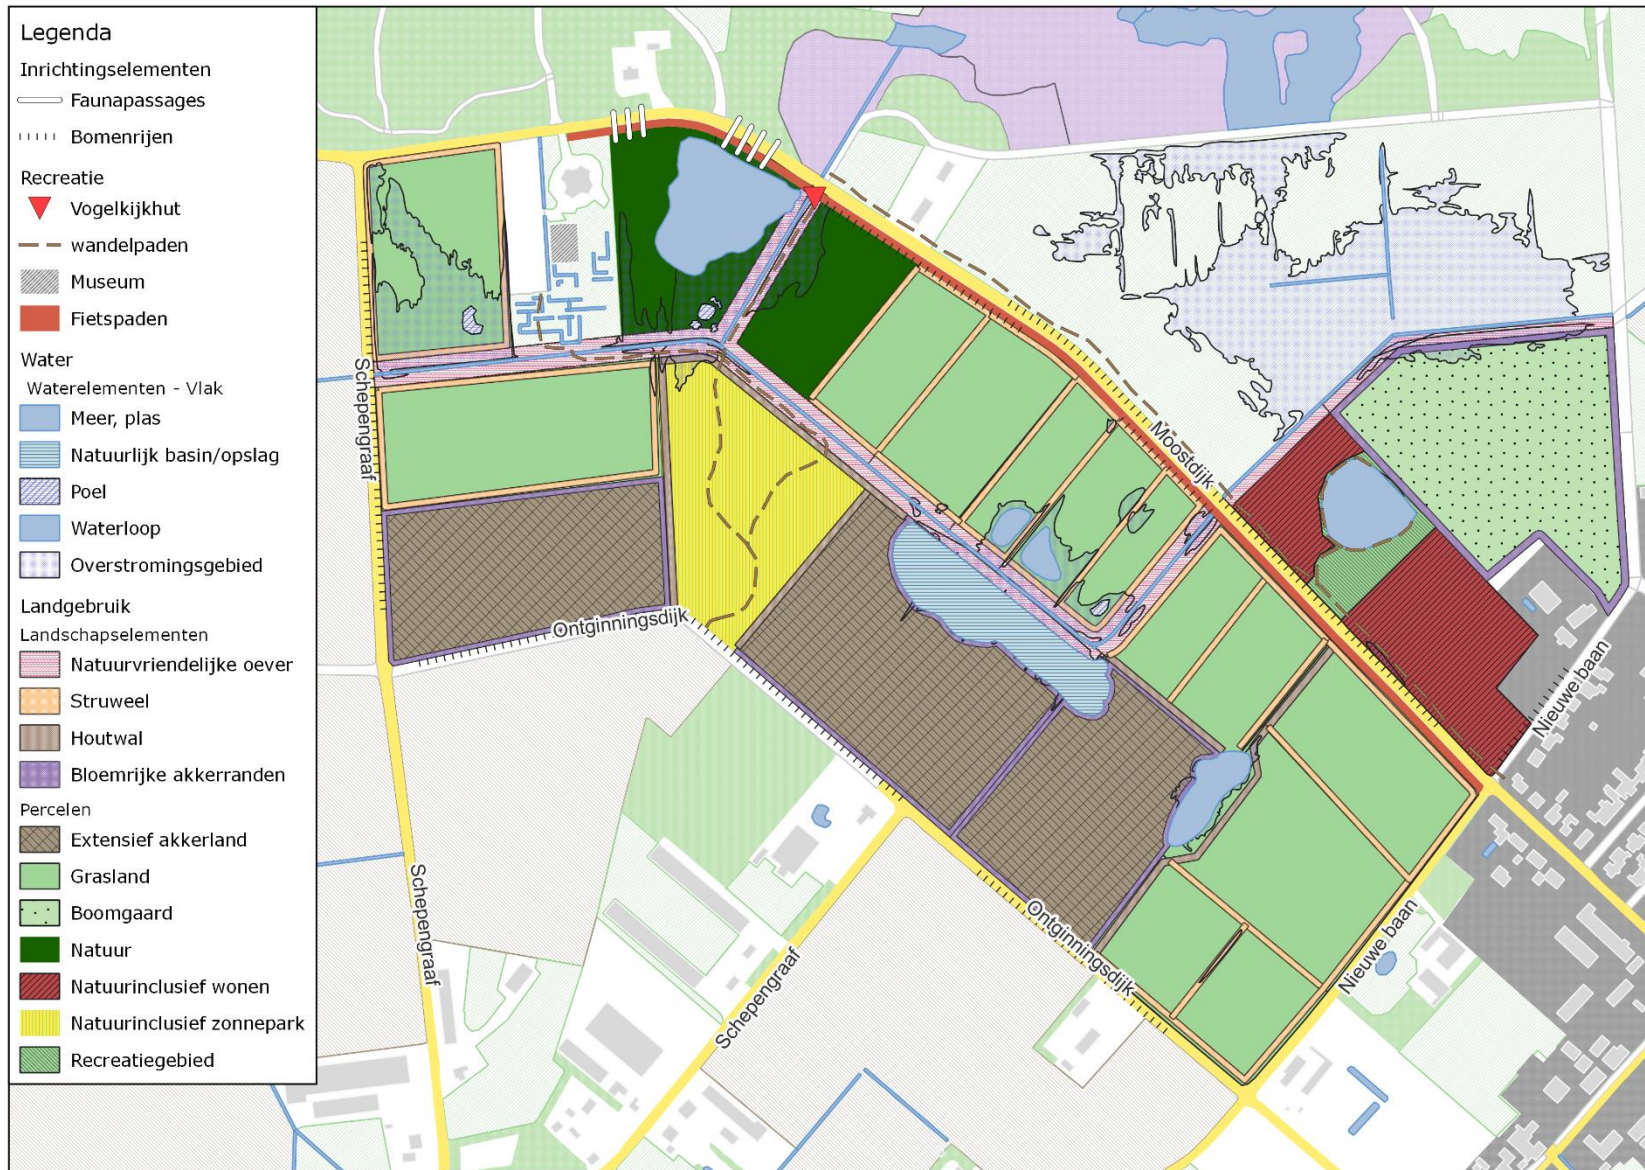 Legenda
Inrichtingselementen
Faunapassages
Bomenrijen
Recreatie
Vogelkijkhut
wandelpaden
Museum
Fietspaden
Water
Waterelementen - Vlak
Meer, plas
Natuurlijk basin/opslag
Poel
Waterloop
Overstromingsgebied
Landgebruik
Landschapselementen
Natuurvriendelijke oever
Struweel
Houtwal
Bloemrijke akkerranden
Percelen
Extensief akkerland
Grasland
Boomgaard
Natuur
Natuurinclusief wonen
Natuurinclusief zonnepark
Recreatiegebied
Schepengraaf
Moostdijk
Ontginningsdijk
Nieuwe baan
Schepengraaf
Ontginningsdijk
Nieuwe baan
Schepengraaf